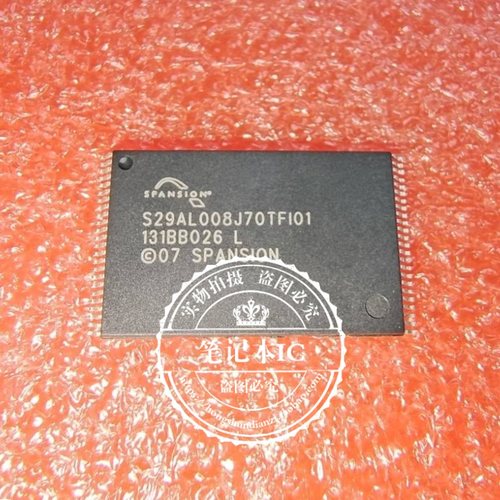 SPANSION
S29AL008J70TFI01
131BB026 L
©07 SPANSION
实物拍摄 盗图必究
笔记本IC
盗图必究